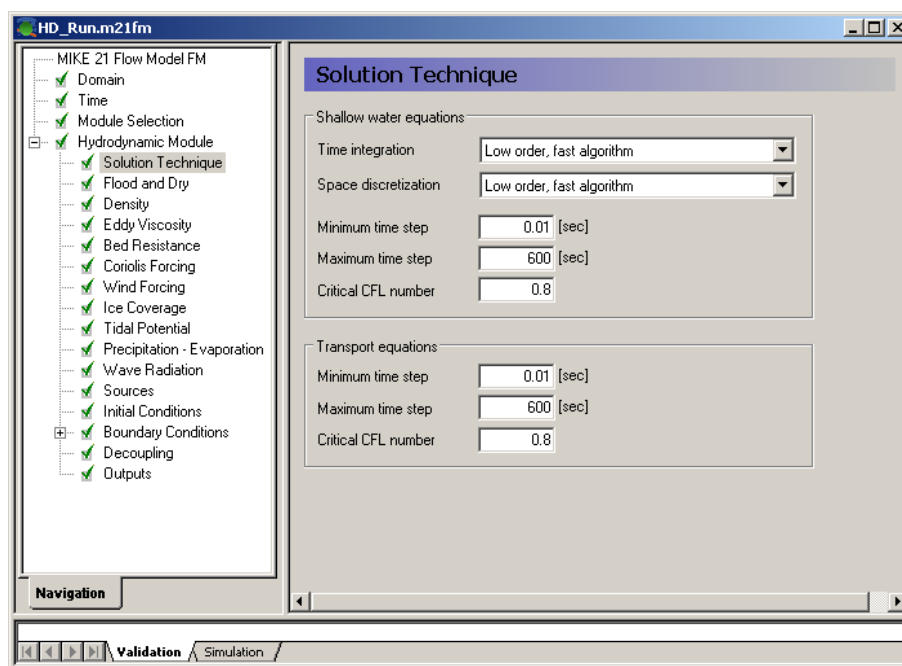 HD_Run.m21fm
MIKE 21 Flow Model FM
Domain
Time
Module Selection
Hydrodynamic Module
Solution Technique
Flood and Dry
Density
Eddy Viscosity
Bed Resistance
Coriolis Forcing
Wind Forcing
Ice Coverage
Tidal Potential
Precipitation - Evaporation
Wave Radiation
Sources
Initial Conditions
Boundary Conditions
Decoupling
Outputs
Navigation
Solution Technique
Shallow water equations
Time integration Low order, fast algorithm
Space discretization Low order, fast algorithm
Minimum time step 0.01 [sec]
Maximum time step 600 [sec]
Critical CFL number 0.8
Transport equations
Minimum time step 0.01 [sec]
Maximum time step 600 [sec]
Critical CFL number 0.8
Validation Simulation